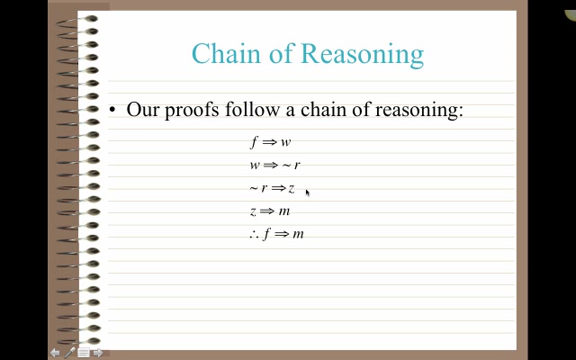 Chain of Reasoning
• Our proofs follow a chain of reasoning:
f ⇒ w
w ⇒ ~ r
~ r ⇒ z
z ⇒ m
∴ f ⇒ m